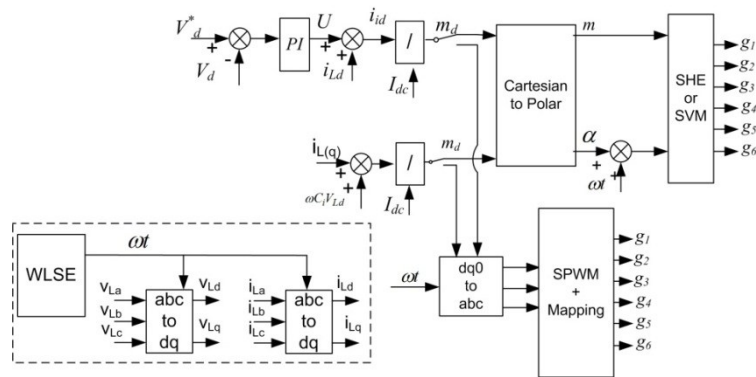 V*d + - Vd
PI
U + + iLd
iid
/
Idc
md
Cartesian
to Polar
m
α + + ωt
SHE
or
SVM
g1
g2
g3
g4
g5
g6
iL(q) + + ωCiVLd
/
Idc
md
ωt
dq0
to
abc
SPWM
+
Mapping
g1
g2
g3
g4
g5
g6
WLSE
ωt
vLa
vLb
vLc
abc
to
dq
vLd
vLq
iLa
iLb
iLc
abc
to
dq
iLd
iLq